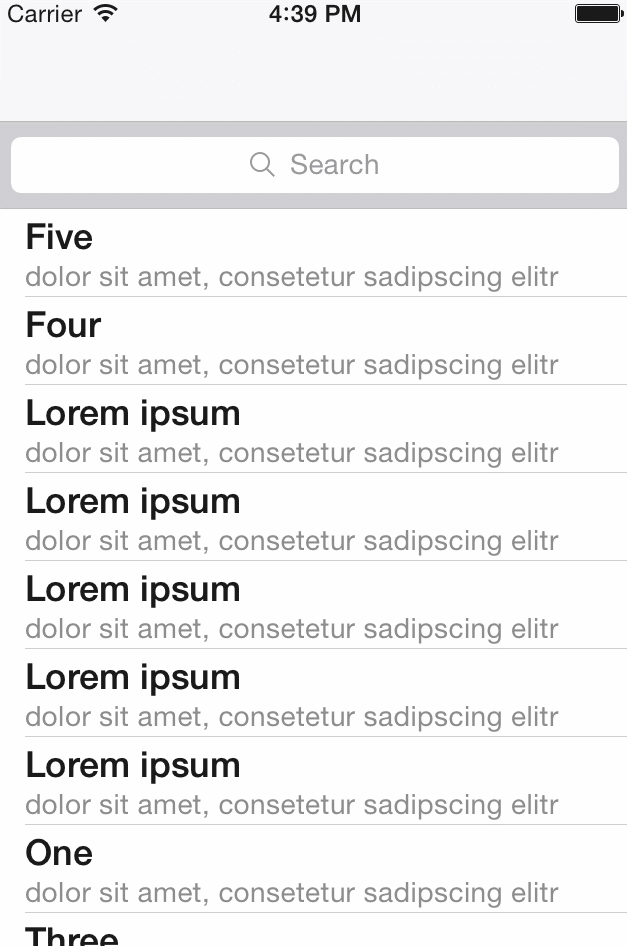 Carrier 4:39 PM
Search
Five
dolor sit amet, consetetur sadipscing elitr
Four
dolor sit amet, consetetur sadipscing elitr
Lorem ipsum
dolor sit amet, consetetur sadipscing elitr
Lorem ipsum
dolor sit amet, consetetur sadipscing elitr
Lorem ipsum
dolor sit amet, consetetur sadipscing elitr
Lorem ipsum
dolor sit amet, consetetur sadipscing elitr
Lorem ipsum
dolor sit amet, consetetur sadipscing elitr
One
dolor sit amet, consetetur sadipscing elitr
Three